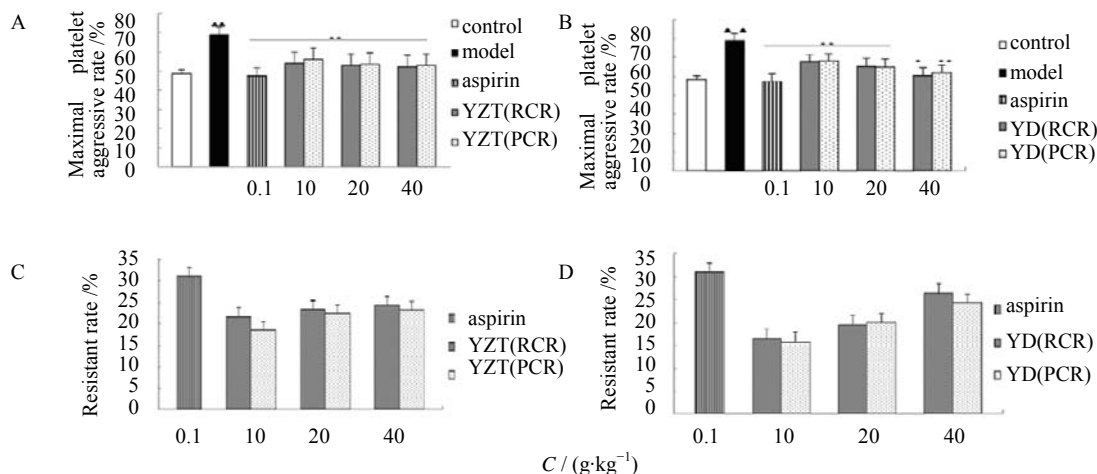 A
Maximal platelet
aggressive rate /%
80
70
60
50
40
30
20
10
0
0.1 10 20 40
control
model
aspirin
YZT(RCR)
YZT(PCR)
B
Maximal platelet
aggressive rate /%
80
70
60
50
40
30
20
10
0
0.1 10 20 40
control
model
aspirin
YD(RCR)
YD(PCR)
C
Resistant rate /%
35
30
25
20
15
10
5
0
0.1 10 20 40
aspirin
YZT(RCR)
YZT(PCR)
D
Resistant rate /%
35
30
25
20
15
10
5
0
0.1 10 20 40
aspirin
YD(RCR)
YD(PCR)
C / (g·kg⁻¹)